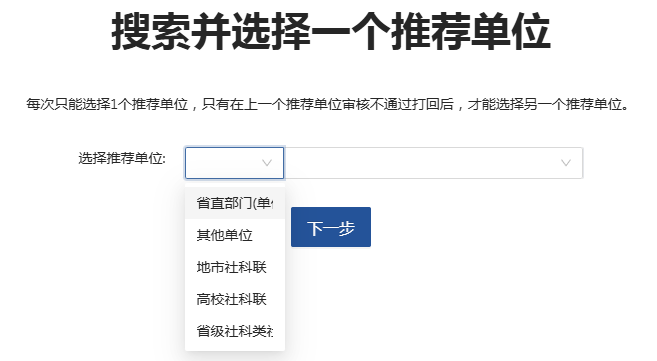 搜索并选择一个推荐单位
每次只能选择1个推荐单位，只有在上一个推荐单位审核不通过打回后，才能选择另一个推荐单位。
选择推荐单位:
省直部门(单位
下一步
其他单位
地市社科联
高校社科联
省级社科类社